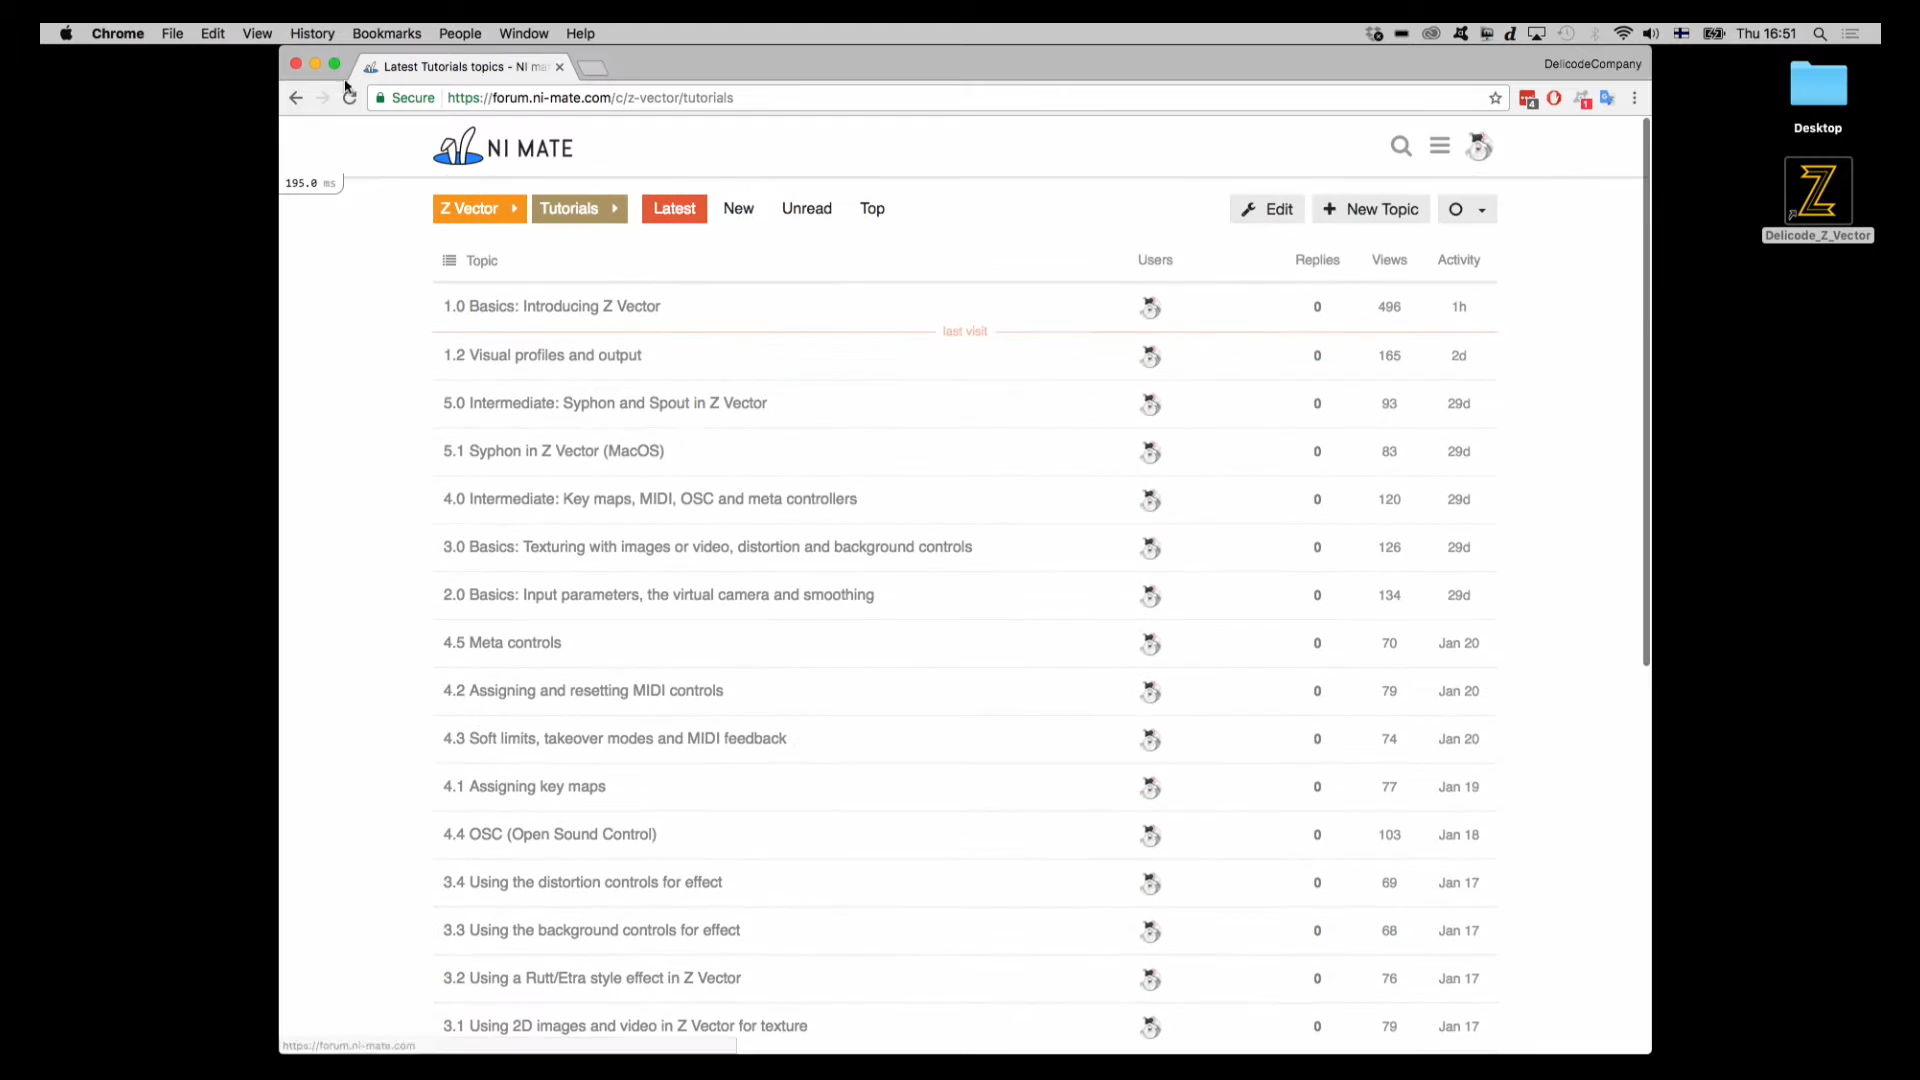 Chrome File Edit View History Bookmarks People Window Help Thu 16:51
Latest Tutorials topics - NI ma
DelicodeCompany
Secure https://forum.ni-mate.com/c/z-vector/tutorials
4 1
Desktop
Delicode_Z_Vector
NI MATE
195.0 ms
Z Vector Tutorials Latest New Unread Top Edit + New Topic
Topic Users Replies Views Activity
1.0 Basics: Introducing Z Vector 0 496 1h
last visit
1.2 Visual profiles and output 0 165 2d
5.0 Intermediate: Syphon and Spout in Z Vector 0 93 29d
5.1 Syphon in Z Vector (MacOS) 0 83 29d
4.0 Intermediate: Key maps, MIDI, OSC and meta controllers 0 120 29d
3.0 Basics: Texturing with images or video, distortion and background controls 0 126 29d
2.0 Basics: Input parameters, the virtual camera and smoothing 0 134 29d
4.5 Meta controls 0 70 Jan 20
4.2 Assigning and resetting MIDI controls 0 79 Jan 20
4.3 Soft limits, takeover modes and MIDI feedback 0 74 Jan 20
4.1 Assigning key maps 0 77 Jan 19
4.4 OSC (Open Sound Control) 0 103 Jan 18
3.4 Using the distortion controls for effect 0 69 Jan 17
3.3 Using the background controls for effect 0 68 Jan 17
3.2 Using a Rutt/Etra style effect in Z Vector 0 76 Jan 17
3.1 Using 2D images and video in Z Vector for texture 0 79 Jan 17
https://forum.ni-mate.com